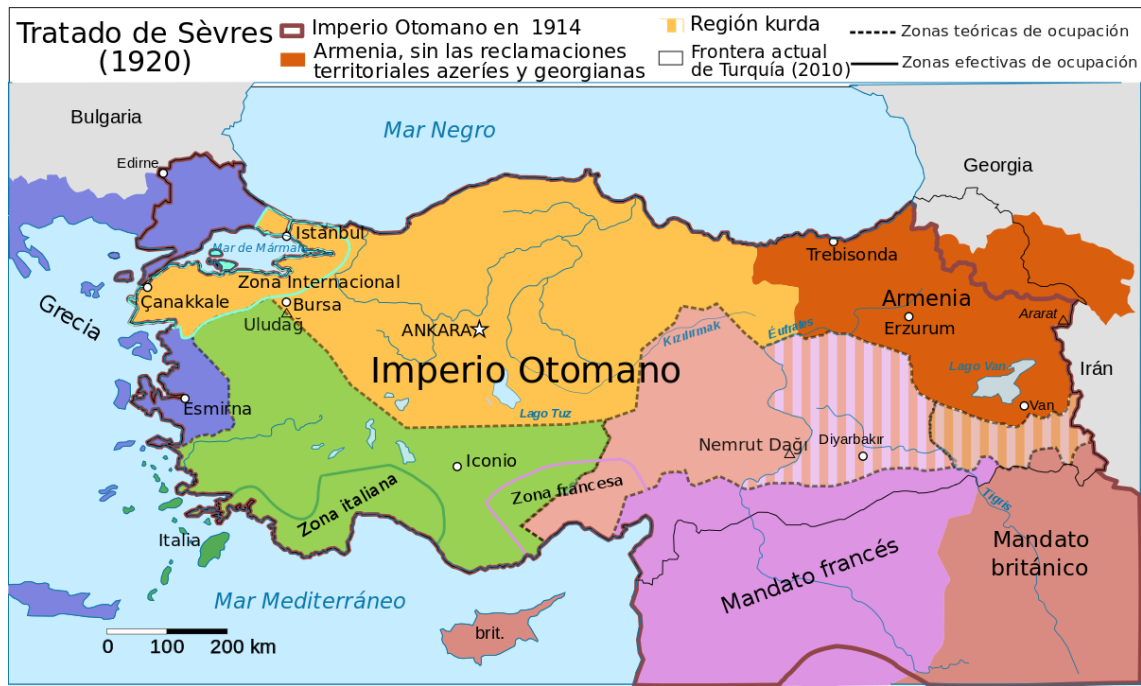 Tratado de Sèvres
(1920)
Imperio Otomano en 1914
Armenia, sin las reclamaciones
territoriales azeríes y georgianas
Región kurda
Frontera actual
de Turquía (2010)
Zonas teóricas de ocupación
Zonas efectivas de ocupación
Bulgaria
Mar Negro
Edirne
Georgia
Istanbul
Mar de Mármara
Trebisonda
Zona Internacional
Çanakkale
Bursa
Uludağ
Grecia
ANKARA
Armenia
Erzurum
Ararat
Kızılırmak
Éufrates
Imperio Otomano
Lago Van
Irán
Esmirna
Lago Tuz
Van
Nemrut Dağı
Diyarbakır
Iconio
Zona italiana
Zona francesa
Tigris
Italia
Mandato francés
Mandato
británico
Mar Mediterráneo
brit.
0 100 200 km